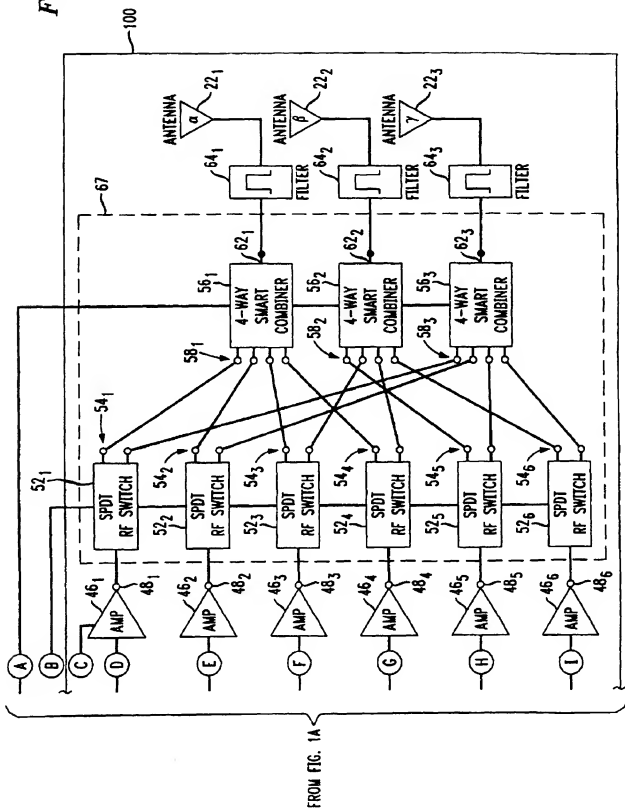 F
100
67
ANTENNA
α
22₁
ANTENNA
β
22₂
ANTENNA
γ
22₃
64₁
FILTER
64₂
FILTER
64₃
FILTER
62₁
62₂
62₃
56₁
4-WAY
SMART
COMBINER
56₂
4-WAY
SMART
COMBINER
56₃
4-WAY
SMART
COMBINER
58₁
58₂
58₃
54₁
54₂
54₃
54₄
54₅
54₆
52₁
SPDT
RF SWITCH
SPDT
RF SWITCH
52₂
SPDT
RF SWITCH
52₃
SPDT
RF SWITCH
52₄
SPDT
RF SWITCH
52₅
SPDT
RF SWITCH
52₆
46₁
AMP
48₁
46₂
AMP
48₂
46₃
AMP
48₃
46₄
AMP
48₄
46₅
AMP
48₅
46₆
AMP
48₆
A
B
C
D
E
F
G
H
I
FROM FIG. 1A